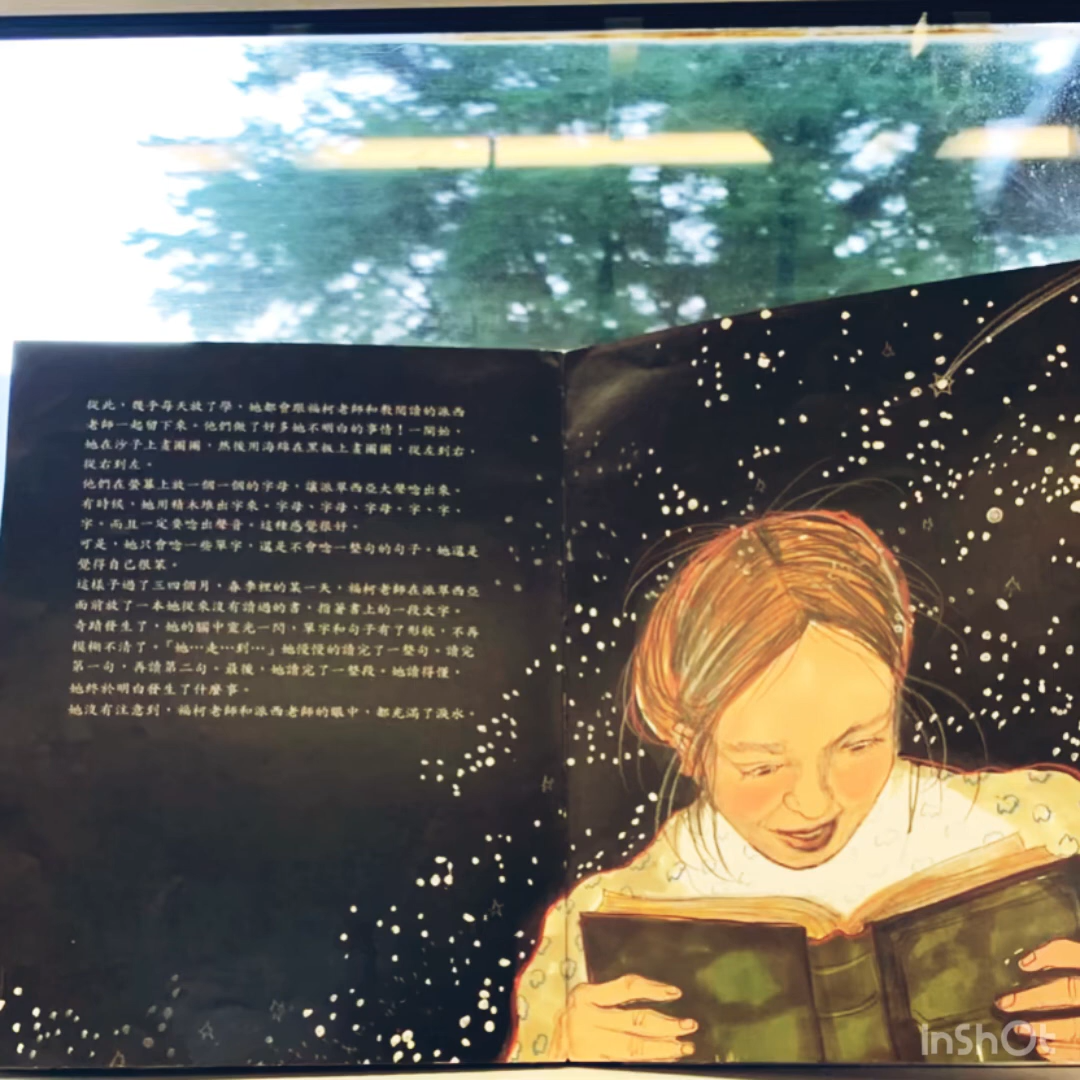 從此，幾乎每天放了學，她都會跟福柯老師和教閱讀的派西
老師一起留下來。他們做了好多她不明白的事情！一開始，
她在沙子上畫圈圈，然後用海綿在黑板上畫圈圈，從左到右，
從右到左。
他們在螢幕上放一個一個的字母，讓派翠西亞大聲唸出來。
有時候，她用積木堆出字來。字母、字母、字母。字、字、
字。而且一定要唸出聲音。這種感覺很好。
可是，她只會唸一些單字，還是不會唸一整句的句子。她還是
覺得自己很笨。
這樣子過了三四個月，春季裡的某一天，福柯老師在派翠西亞
面前放了一本她從來沒有讀過的書，指著書上的一段文字。
奇蹟發生了，她的腦中靈光一閃，單字和句子有了形狀，不再
模糊不清了，「她…走…到…」她慢慢的讀完了一整句。讀完
第一句，再讀第二句。最後，她讀完了一整段。她讀得懂，
她終於明白發生了什麼事。
她沒有注意到，福柯老師和派西老師的眼中，都充滿了淚水。
InShOt